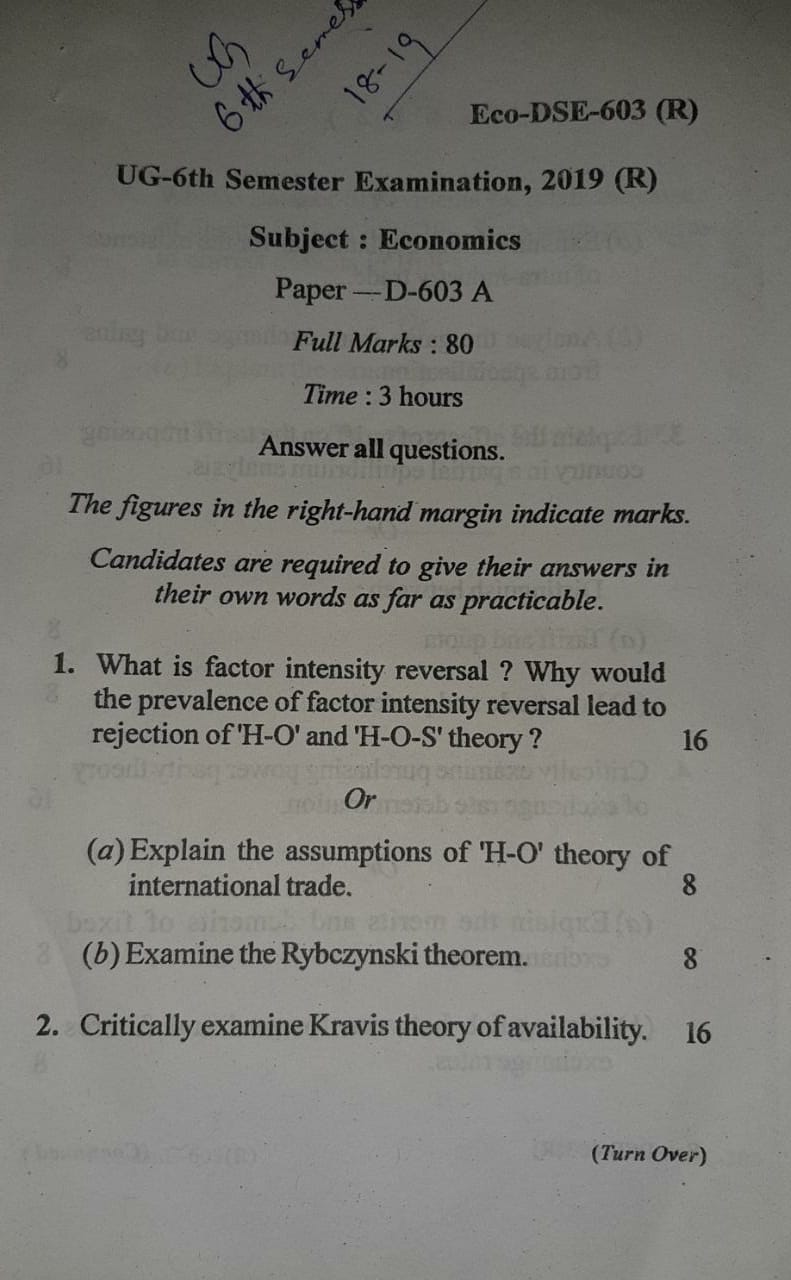 UG
6th Semes
18-19
Eco-DSE-603 (R)
UG-6th Semester Examination, 2019 (R)
Subject : Economics
Paper — D-603 A
Full Marks : 80
Time : 3 hours
Answer all questions.
The figures in the right-hand margin indicate marks.
Candidates are required to give their answers in
their own words as far as practicable.
1. What is factor intensity reversal ? Why would
the prevalence of factor intensity reversal lead to
rejection of 'H-O' and 'H-O-S' theory ? 16
Or
(a) Explain the assumptions of 'H-O' theory of
international trade. 8
(b) Examine the Rybczynski theorem. 8
2. Critically examine Kravis theory of availability. 16
(Turn Over)